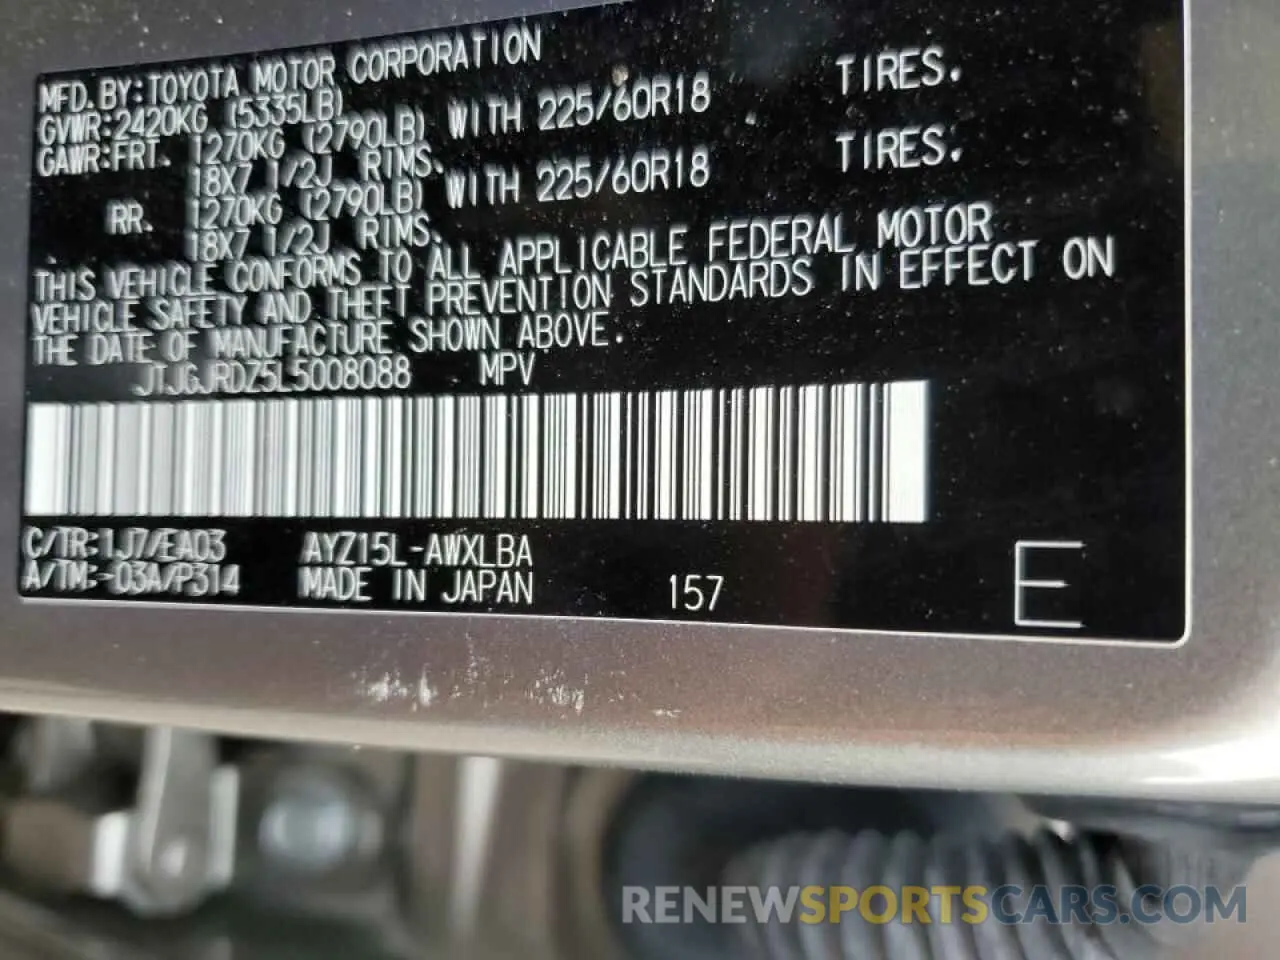 MFD. BY: TOYOTA MOTOR CORPORATION
GVWR: 2420KG (5335LB)
GAWR: FRT. 1270KG (2790LB) WITH 225/60R18 TIRES.
18X7 1/2J RIMS.
RR. 1270KG (2790LB) WITH 225/60R18 TIRES.
18X7 1/2J RIMS.
THIS VEHICLE CONFORMS TO ALL APPLICABLE FEDERAL MOTOR
VEHICLE SAFETY AND THEFT PREVENTION STANDARDS IN EFFECT ON
THE DATE OF MANUFACTURE SHOWN ABOVE.
JTJGJRDZ5L5008088 MPV
C/TR: 1J7/EA03 AYZ15L-AWXLBA
A/TM: -03A/P314 MADE IN JAPAN 157 E
RENEWSPORTSCARS.COM